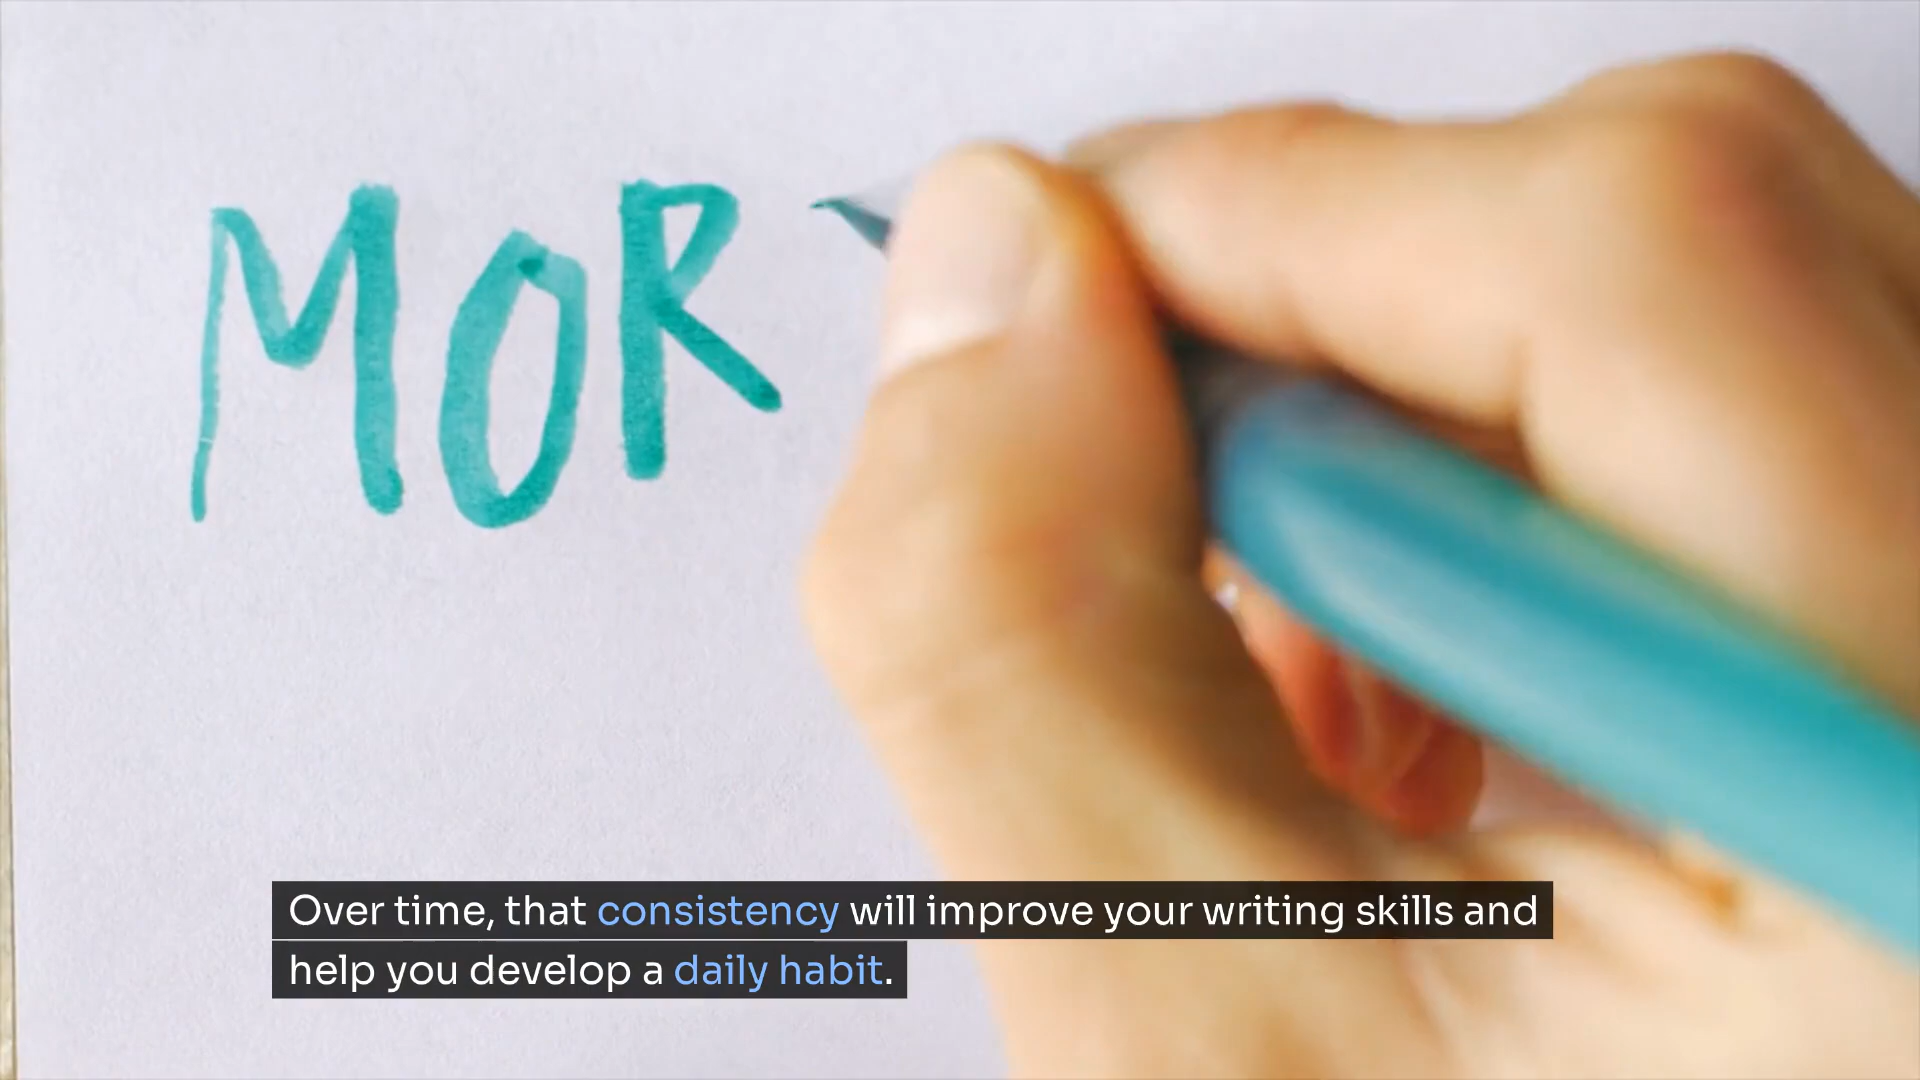 MOR
Over time, that consistency will improve your writing skills and
help you develop a daily habit.